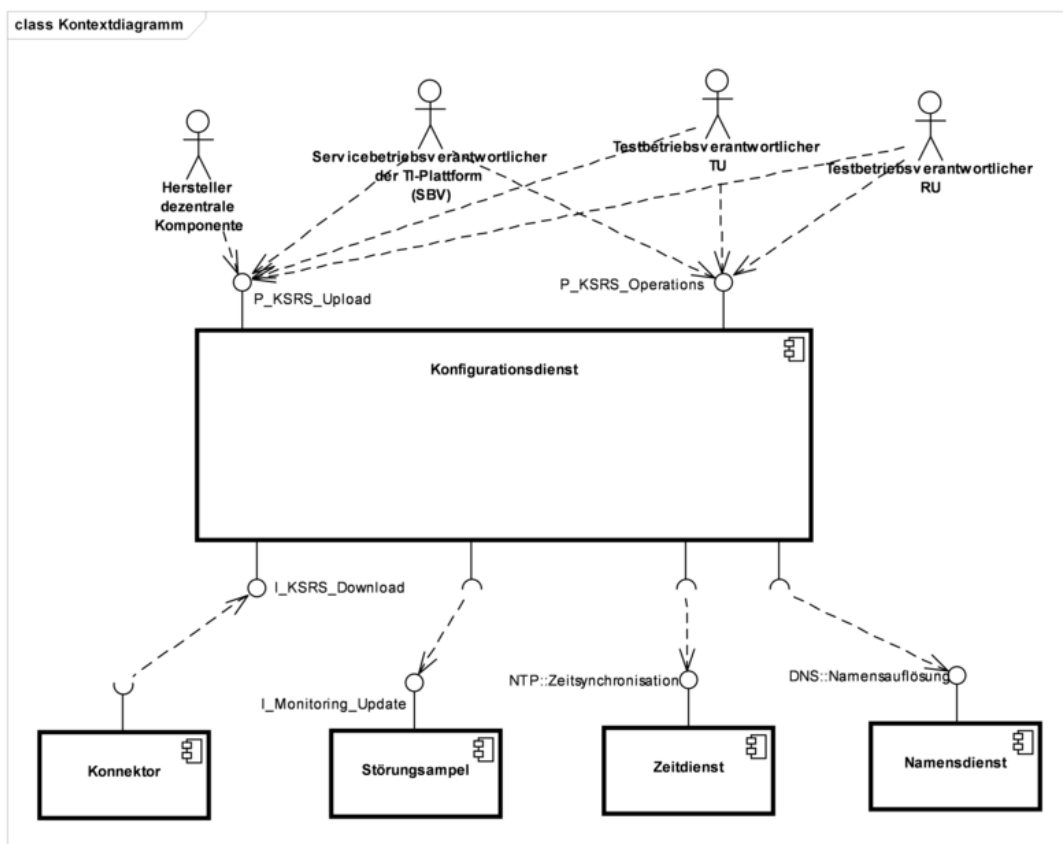 class Kontextdiagramm
Hersteller
dezentrale
Komponente
Servicebetriebsverantwortlicher
der TI-Plattform
(SBV)
Testbetriebsverantwortlicher
TU
Testbetriebsverantwortlicher
RU
P_KSRS_Upload
P_KSRS_Operations
Konfigurationsdienst
I_KSRS_Download
I_Monitoring_Update
NTP::Zeitsynchronisation
DNS::Namensauflösung
Konnektor
Störungsampel
Zeitdienst
Namensdienst